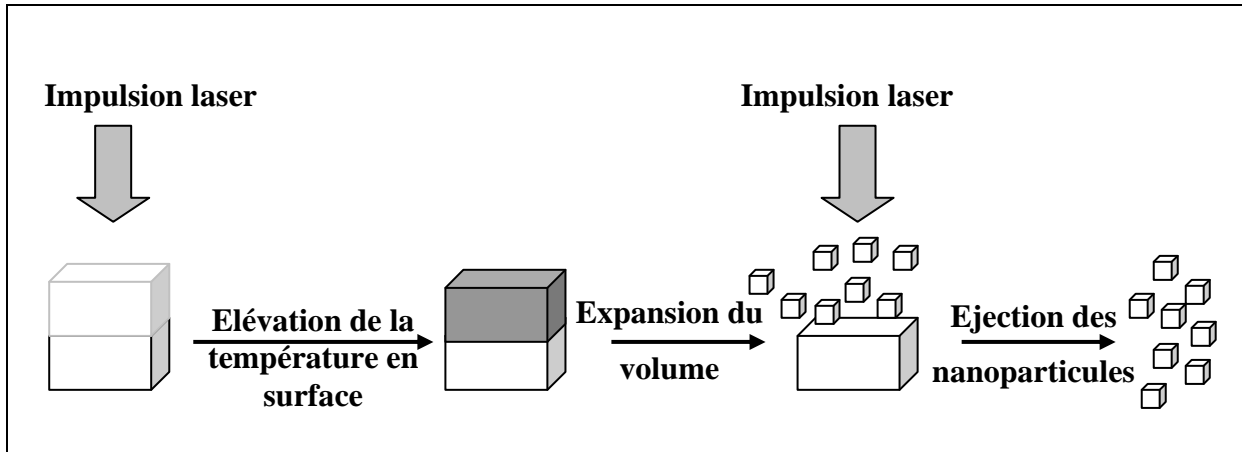 Impulsion laser
Impulsion laser
Elévation de la
température en
surface
Expansion du
volume
Ejection des
nanoparticules